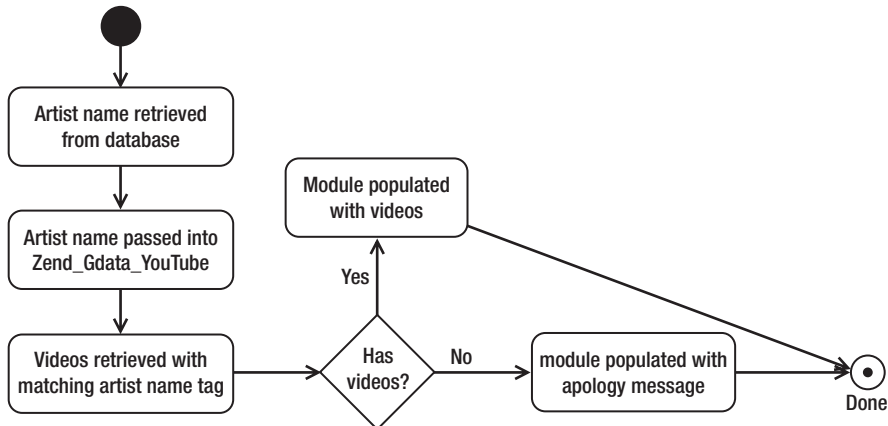 Artist name retrieved
from database
Artist name passed into
Zend_Gdata_YouTube
Videos retrieved with
matching artist name tag
Has
videos?
Yes
Module populated
with videos
No
module populated with
apology message
Done